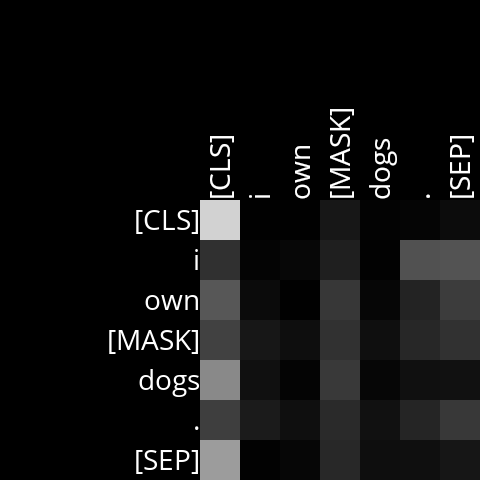 [CLS] i own [MASK] dogs . [SEP]
[CLS]
i
own
[MASK]
dogs
.
[SEP]